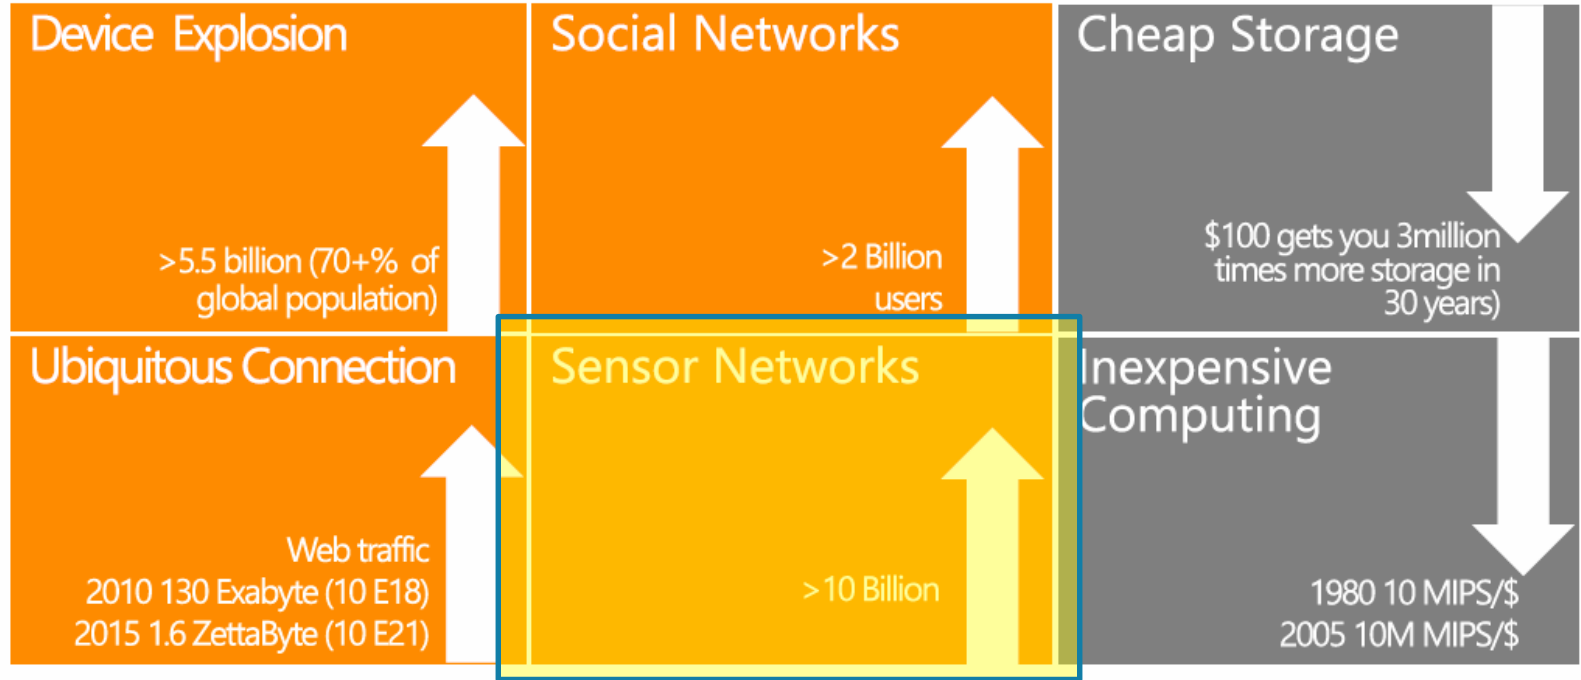 Device Explosion
>5.5 billion (70+% of
global population)
Social Networks
>2 Billion
users
Cheap Storage
$100 gets you 3million
times more storage in
30 years)
Ubiquitous Connection
Web traffic
2010 130 Exabyte (10 E18)
2015 1.6 ZettaByte (10 E21)
Sensor Networks
>10 Billion
Inexpensive
Computing
1980 10 MIPS/$
2005 10M MIPS/$